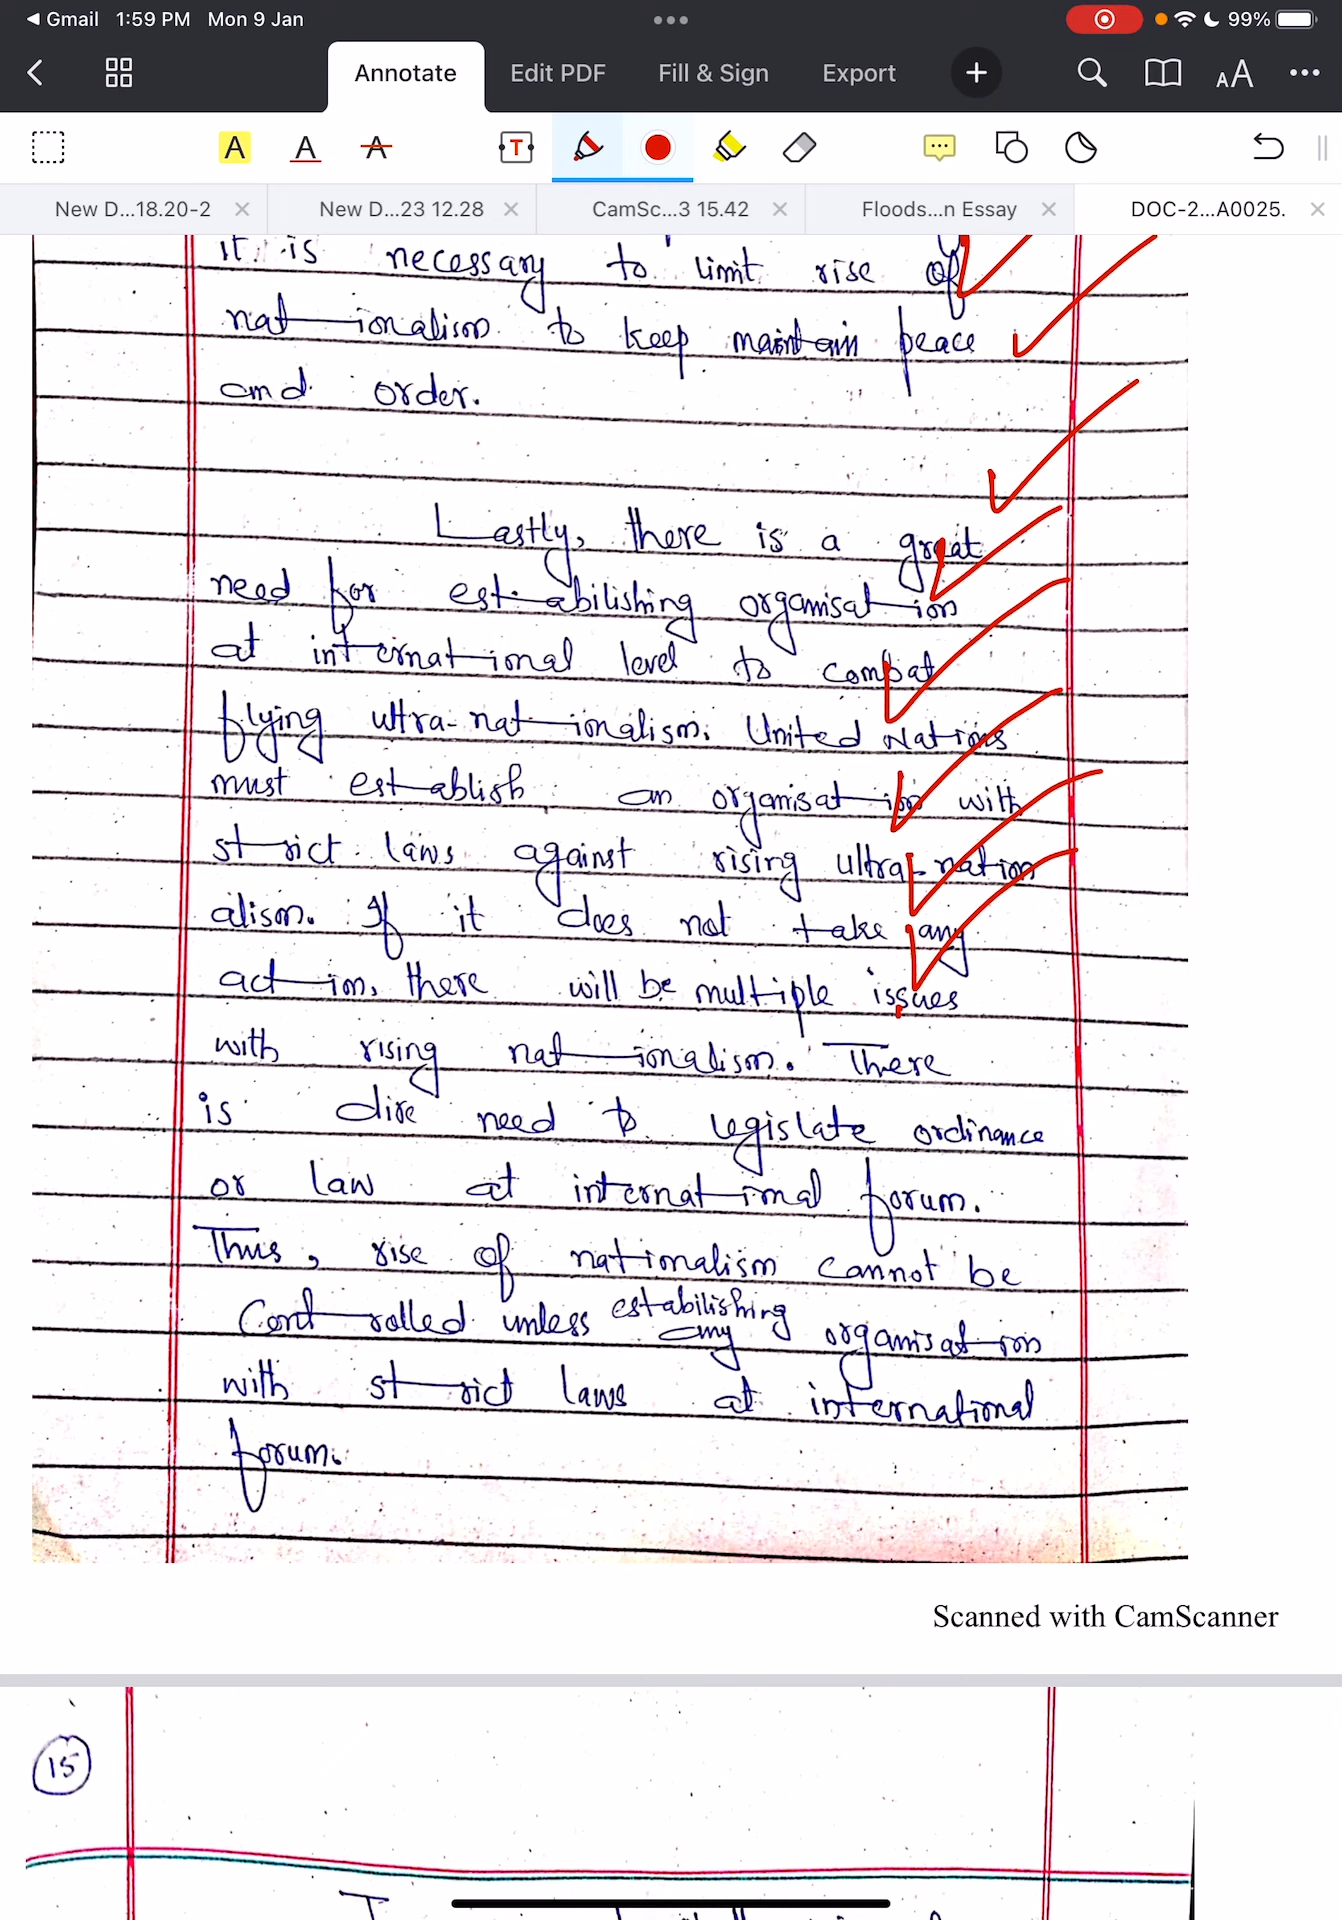 Gmail 1:59 PM Mon 9 Jan 99%
Annotate Edit PDF Fill & Sign Export
New D...18.20-2 New D...23 12.28 CamSc...3 15.42 Floods...n Essay DOC-2...A0025.
it is necessary to limit rise of
nationalism to keep maintain peace
and order.
Lastly, there is a great
need for estabilishing organisation
at international level to combat
flying ultra-nationalism. United Nations
must establish an organisation with
strict laws against rising ultra-nation
alism. If it does not take any
action, there will be multiple issues
with rising nationalism. There
is dire need to legislate ordinance
or law at international forum.
Thus, rise of nationalism cannot be
Controlled unless estabilishing any organisation
with strict laws at international
forum.
Scanned with CamScanner
15